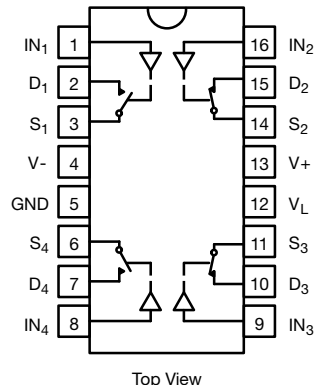 IN1 1 16 IN2
D1 2 15 D2
S1 3 14 S2
V- 4 13 V+
GND 5 12 VL
S4 6 11 S3
D4 7 10 D3
IN4 8 9 IN3
Top View